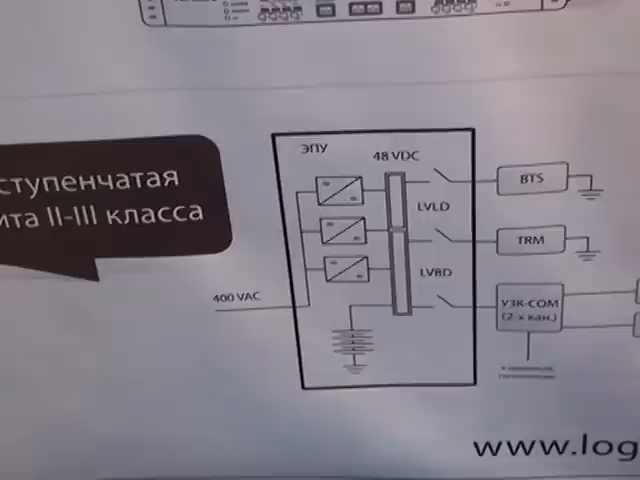 ЭПУ
48 VDC
ступенчатая
ита II-III класса
BTS
LVLD
TRM
LVBD
400 VAC
УЗК-СОМ
(2-х кан.)
www.log